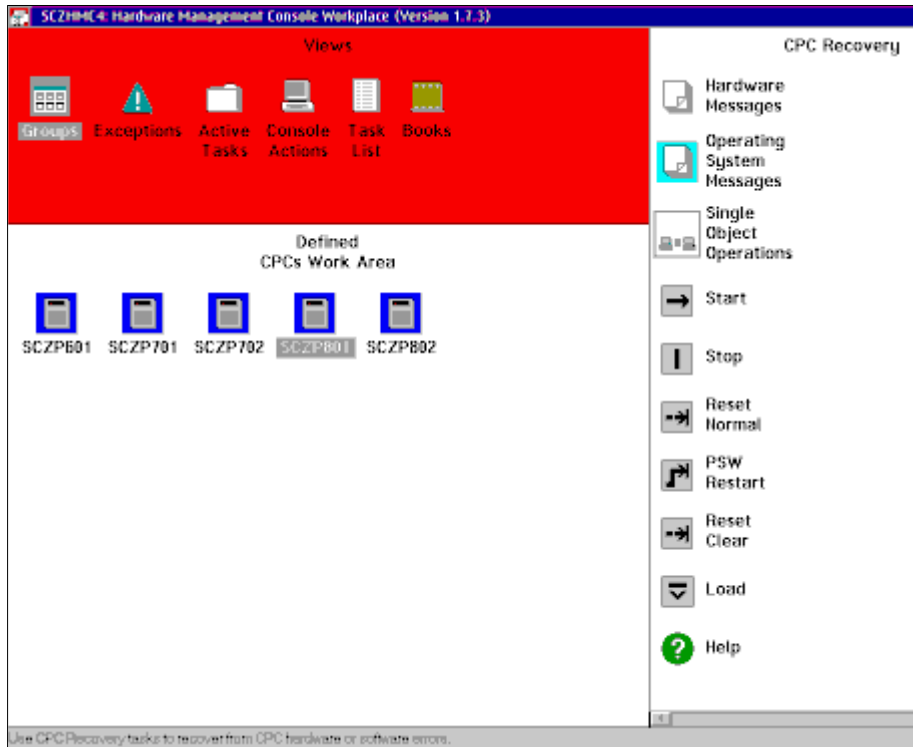 SCZHMC4: Hardware Management Console Workplace (Version 1.7.3)
Views
Groups
Exceptions
Active
Tasks
Console
Actions
Task
List
Books
Defined
CPCs Work Area
SCZP601
SCZP701
SCZP702
SCZP801
SCZP802
CPC Recovery
Hardware
Messages
Operating
System
Messages
Single
Object
Operations
Start
Stop
Reset
Normal
PSW
Restart
Reset
Clear
Load
Help
Use CPC Recovery tasks to recover from CPC hardware or software errors.